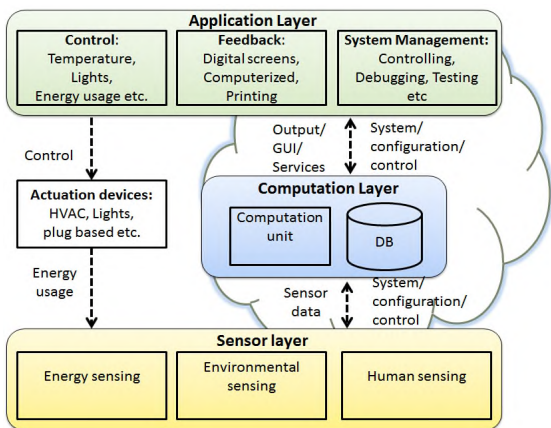 Application Layer
Control:
Temperature,
Lights,
Energy usage etc.
Feedback:
Digital screens,
Computerized,
Printing
System Management:
Controlling,
Debugging, Testing
etc
Control
Output/
GUI/
Services
System/
configuration/
control
Actuation devices:
HVAC, Lights,
plug based etc.
Computation Layer
Computation
unit
DB
Energy
usage
Sensor
data
System/
configuration/
control
Sensor layer
Energy sensing
Environmental
sensing
Human sensing